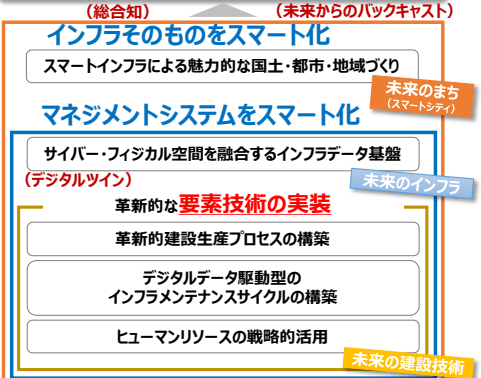 (総合知)
(未来からのバックキャスト)
インフラそのものをスマート化
スマートインフラによる魅力的な国土・都市・地域づくり
未来のまち
(スマートシティ)
マネジメントシステムをスマート化
サイバー・フィジカル空間を融合するインフラデータ基盤
(デジタルツイン)
未来のインフラ
革新的な要素技術の実装
革新的建設生産プロセスの構築
デジタルデータ駆動型の
インフラメンテナンスサイクルの構築
ヒューマンリソースの戦略的活用
未来の建設技術